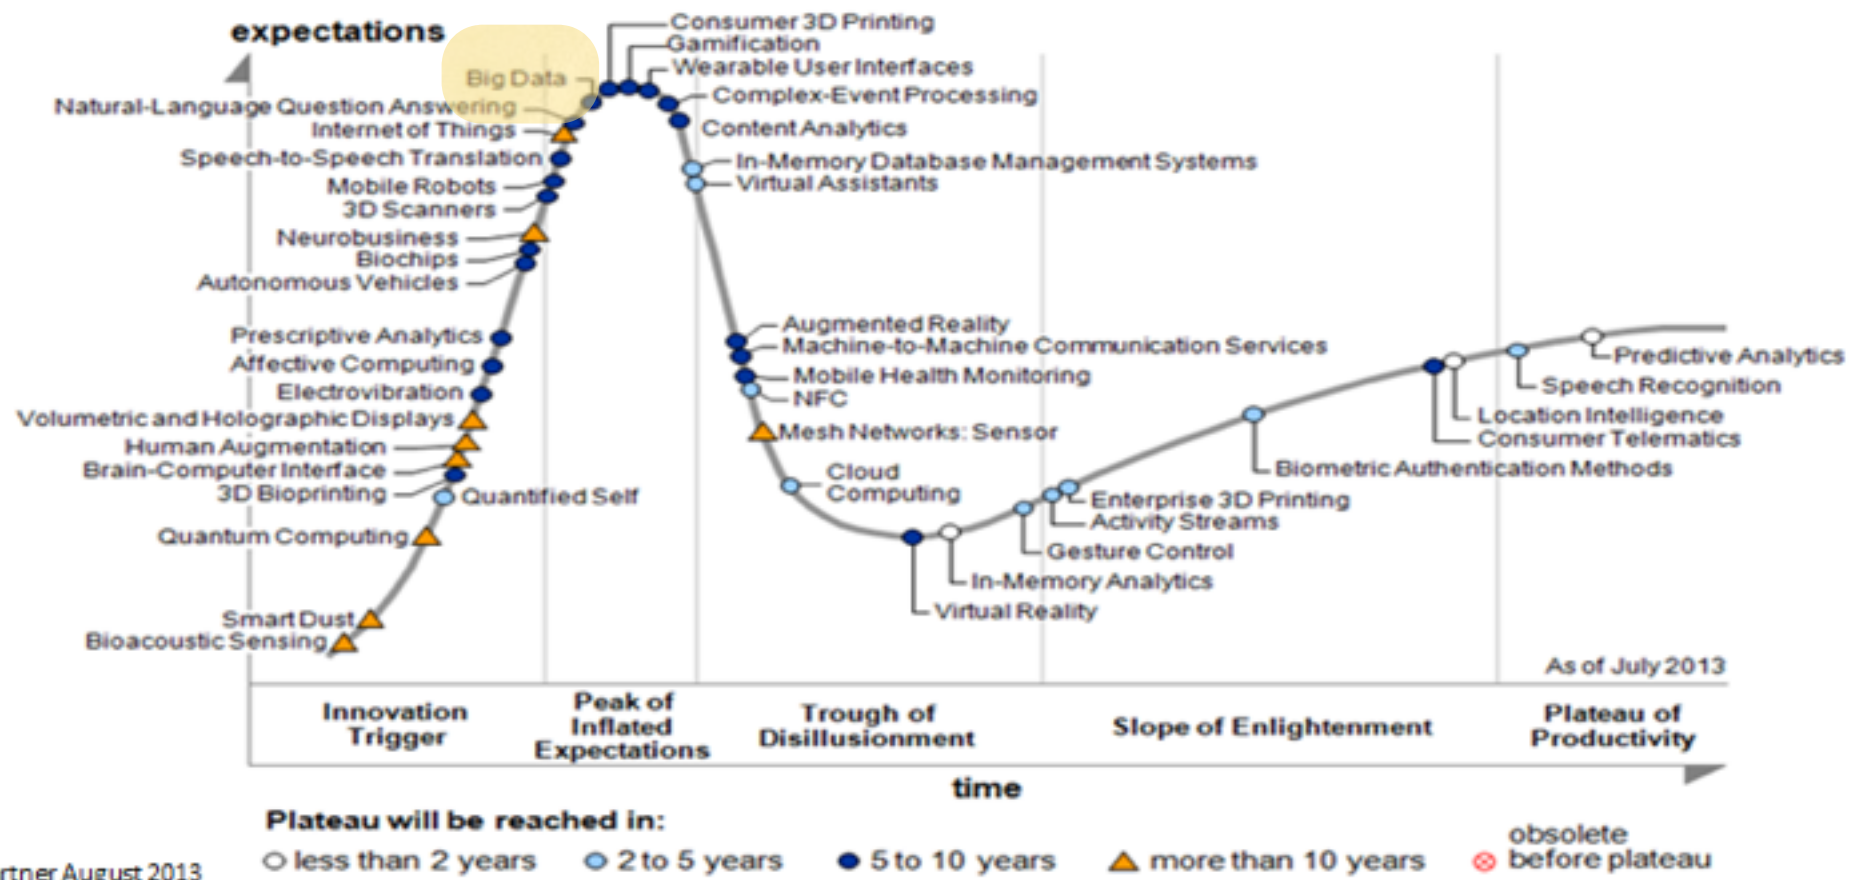 expectations
Consumer 3D Printing
Gamification
Wearable User Interfaces
Big Data
Complex-Event Processing
Natural-Language Question Answering
Internet of Things
Content Analytics
Speech-to-Speech Translation
In-Memory Database Management Systems
Mobile Robots
Virtual Assistants
3D Scanners
Neurobusiness
Biochips
Autonomous Vehicles
Prescriptive Analytics
Affective Computing
Electrovibration
Volumetric and Holographic Displays
Human Augmentation
Brain-Computer Interface
3D Bioprinting
Quantified Self
Quantum Computing
Smart Dust
Bioacoustic Sensing
Augmented Reality
Machine-to-Machine Communication Services
Mobile Health Monitoring
NFC
Mesh Networks: Sensor
Cloud
Computing
Predictive Analytics
Speech Recognition
Location Intelligence
Consumer Telematics
Biometric Authentication Methods
Enterprise 3D Printing
Activity Streams
Gesture Control
In-Memory Analytics
Virtual Reality
As of July 2013
Innovation
Trigger
Peak of
Inflated
Expectations
Trough of
Disillusionment
Slope of Enlightenment
Plateau of
Productivity
time
Plateau will be reached in:
less than 2 years
2 to 5 years
5 to 10 years
more than 10 years
obsolete
before plateau
rtner August 2013